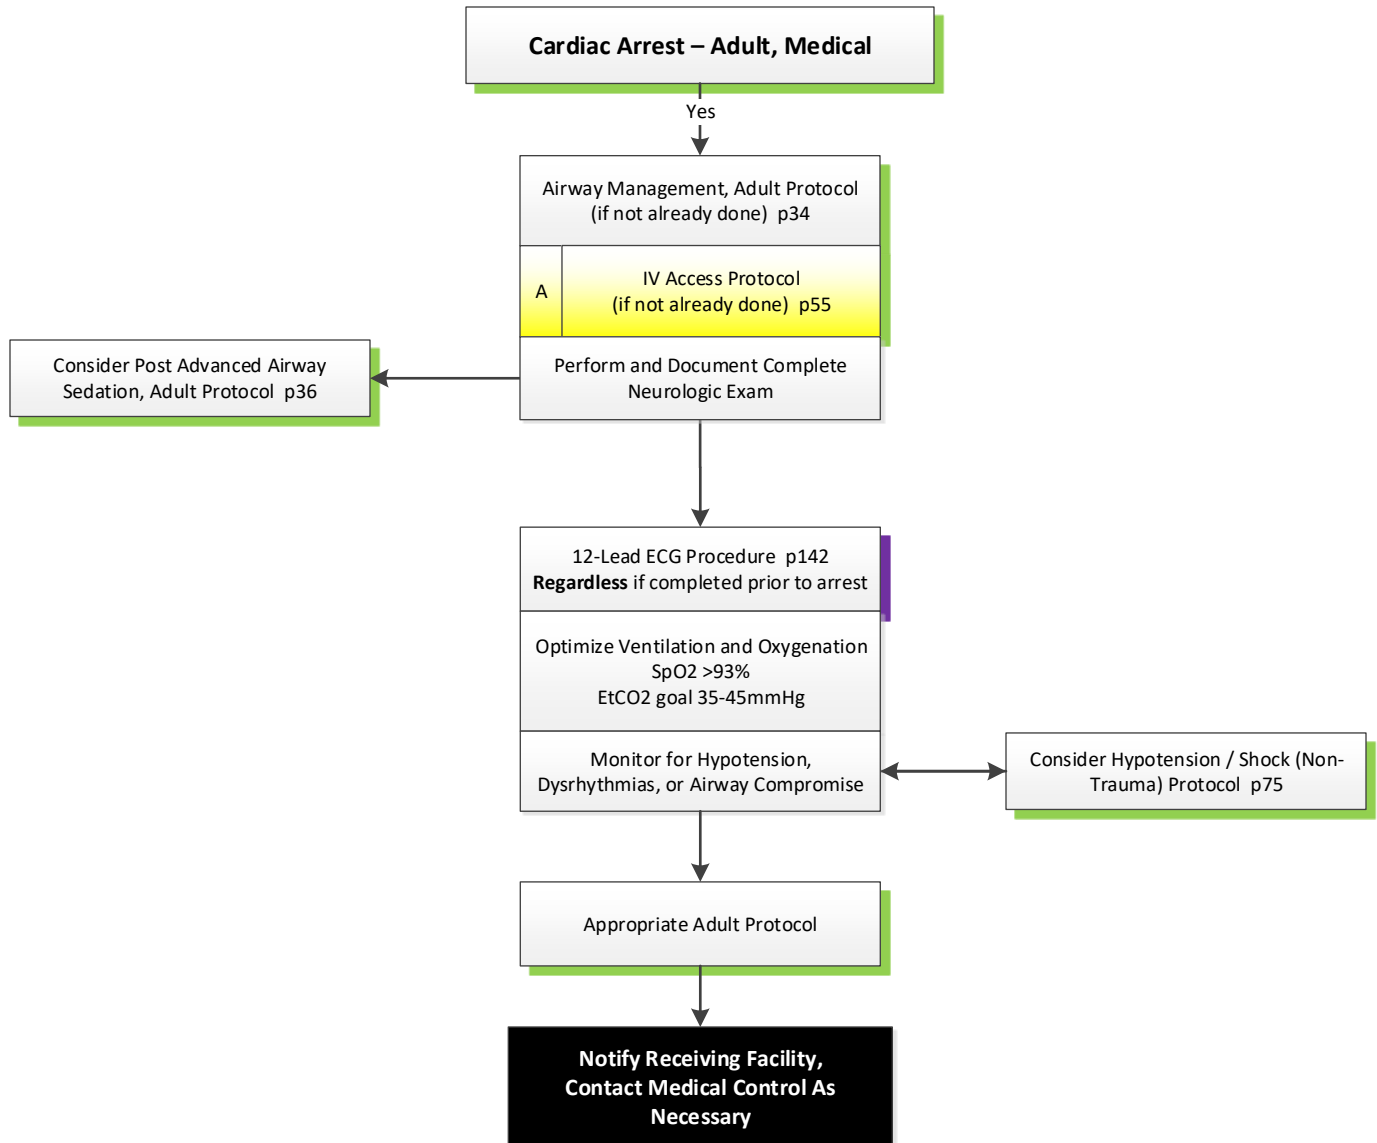 Cardiac Arrest – Adult, Medical
Yes
Airway Management, Adult Protocol
(if not already done)  p34
A
IV Access Protocol
(if not already done)  p55
Perform and Document Complete
Neurologic Exam
Consider Post Advanced Airway
Sedation, Adult Protocol  p36
12-Lead ECG Procedure  p142
Regardless if completed prior to arrest
Optimize Ventilation and Oxygenation
SpO2 >93%
EtCO2 goal 35-45mmHg
Monitor for Hypotension,
Dysrhythmias, or Airway Compromise
Consider Hypotension / Shock (Non-
Trauma) Protocol  p75
Appropriate Adult Protocol
Notify Receiving Facility,
Contact Medical Control As
Necessary